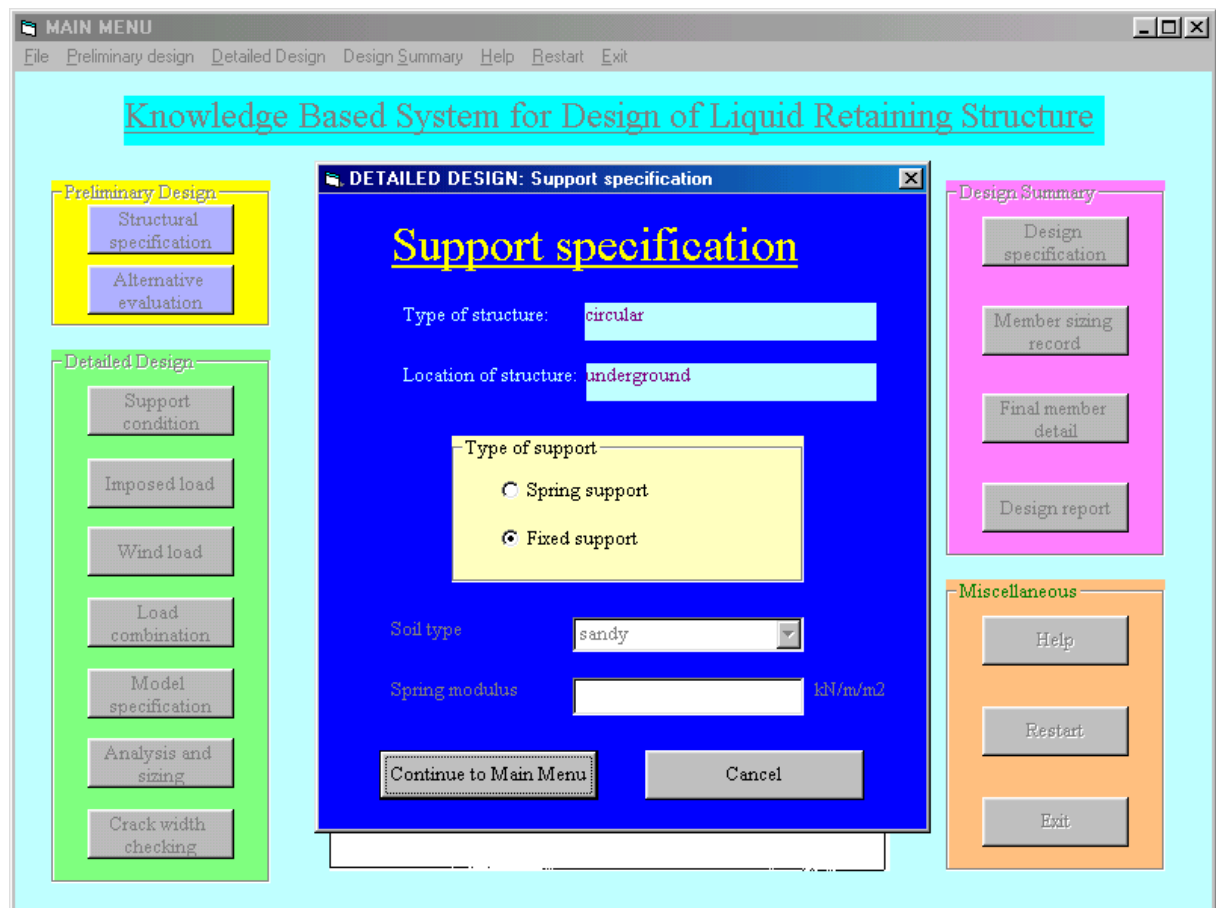 MAIN MENU
File Preliminary design Detailed Design Design Summary Help Restart Exit
Knowledge Based System for Design of Liquid Retaining Structure
Preliminary Design
Structural
specification
Alternative
evaluation
Detailed Design
Support
condition
Imposed load
Wind load
Load
combination
Model
specification
Analysis and
sizing
Crack width
checking
DETAILED DESIGN: Support specification
Support specification
Type of structure: circular
Location of structure: underground
Type of support
Spring support
Fixed support
Soil type sandy
Spring modulus kN/m/m2
Continue to Main Menu Cancel
Design Summary
Design
specification
Member sizing
record
Final member
detail
Design report
Miscellaneous
Help
Restart
Exit